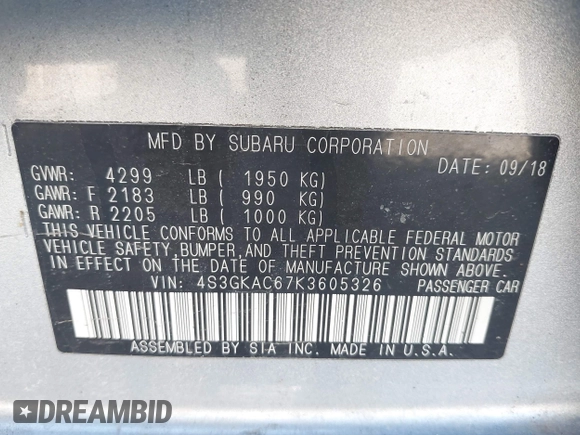 MFD BY SUBARU CORPORATION
DATE: 09/18
GVWR: 4299 LB ( 1950 KG)
GAWR: F 2183 LB ( 990 KG)
GAWR: R 2205 LB ( 1000 KG)
THIS VEHICLE CONFORMS TO ALL APPLICABLE FEDERAL MOTOR
VEHICLE SAFETY,BUMPER,AND THEFT PREVENTION STANDARDS
IN EFFECT ON THE DATE OF MANUFACTURE SHOWN ABOVE.
VIN: 4S3GKAC67K3605326 PASSENGER CAR
ASSEMBLED BY SIA INC. MADE IN U.S.A.
DREAMBID